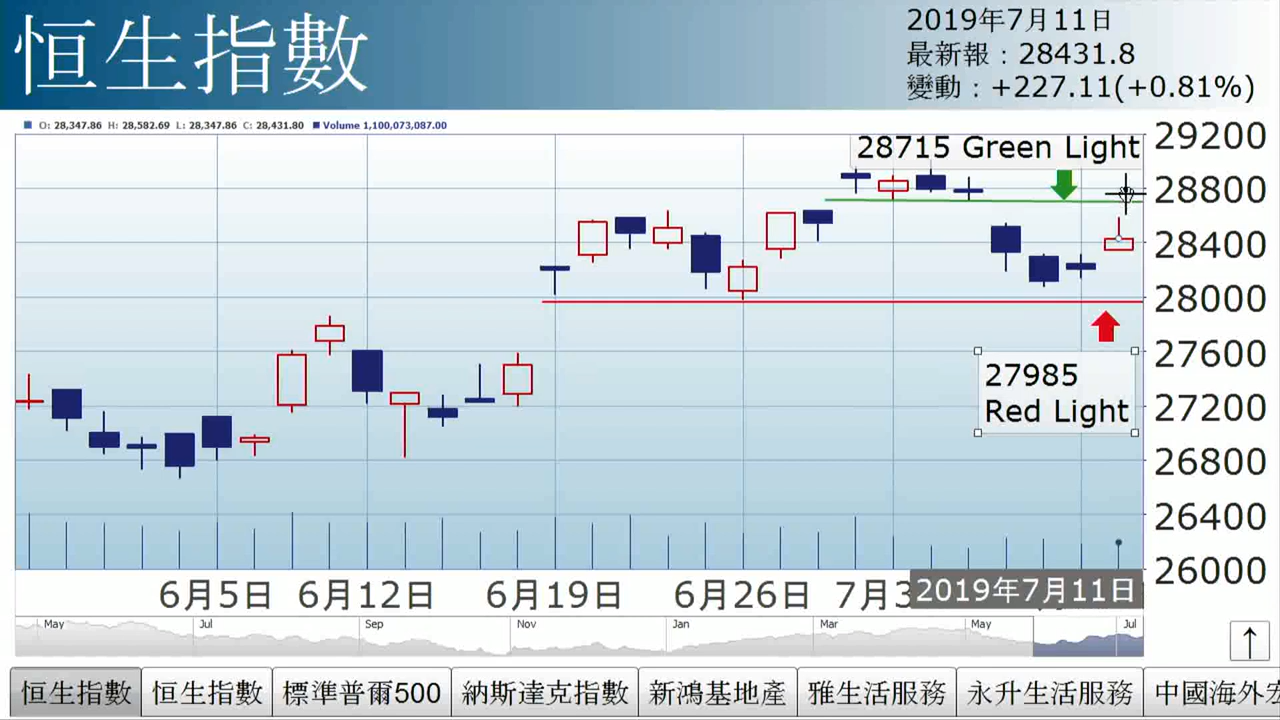 恒生指數
2019年7月11日
最新報：28431.8
變動：+227.11(+0.81%)
O: 28,347.86 H: 28,582.69 L: 28,347.86 C: 28,431.80 Volume 1,100,073,087.00
28715 Green Light
29200
28800
28400
28000
27600
27200
26800
26400
26000
27985
Red Light
6月5日 6月12日 6月19日 6月26日 7月3 2019年7月11日
May Jul Sep Nov Jan Mar May Jul
恒生指數 恒生指數 標準普爾500 納斯達克指數 新鴻基地產 雅生活服務 永升生活服務 中國海外